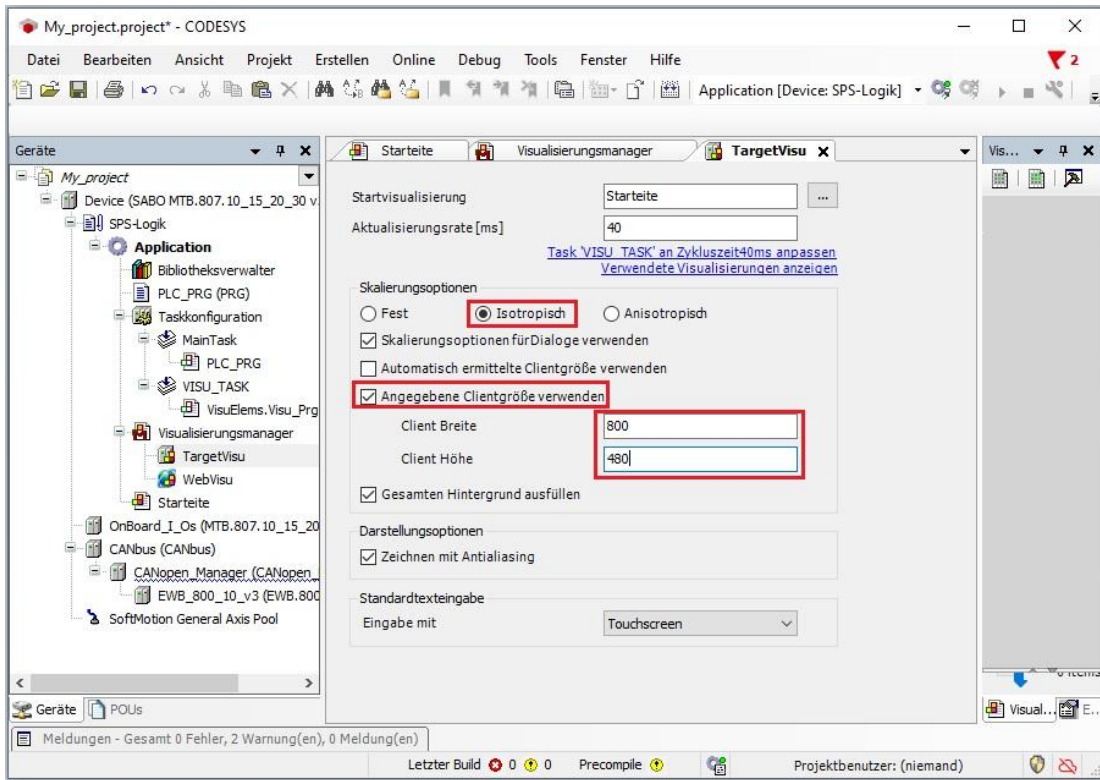 My_project.project* - CODESYS
Datei Bearbeiten Ansicht Projekt Erstellen Online Debug Tools Fenster Hilfe
2
Application [Device: SPS-Logik]
Geräte
My_project
Device (SABO MTB.807.10_15_20_30 v.
SPS-Logik
Application
Bibliotheksverwalter
PLC_PRG (PRG)
Taskkonfiguration
MainTask
PLC_PRG
VISU_TASK
VisuElems.Visu_Prg
Visualisierungsmanager
TargetVisu
WebVisu
Starteite
OnBoard_I_Os (MTB.807.10_15_20
CANbus (CANbus)
CANopen_Manager (CANopen_
EWB_800_10_v3 (EWB.800
SoftMotion General Axis Pool
Geräte POUs
Starteite Visualisierungsmanager TargetVisu
Startvisualisierung Starteite ...
Aktualisierungsrate [ms] 40
Task 'VISU_TASK' an Zykluszeit40ms anpassen
Verwendete Visualisierungen anzeigen
Skalierungsoptionen
Fest Isotropisch Anisotropisch
Skalierungsoptionen fürDialoge verwenden
Automatisch ermittelte Clientgröße verwenden
Angegebene Clientgröße verwenden
Client Breite 800
Client Höhe 480
Gesamten Hintergrund ausfüllen
Darstellungsoptionen
Zeichnen mit Antialiasing
Standardtexteingabe
Eingabe mit Touchscreen
Vis...
Visual... E...
Meldungen - Gesamt 0 Fehler, 2 Warnung(en), 0 Meldung(en)
Letzter Build 0 0 Precompile Projektbenutzer: (niemand)